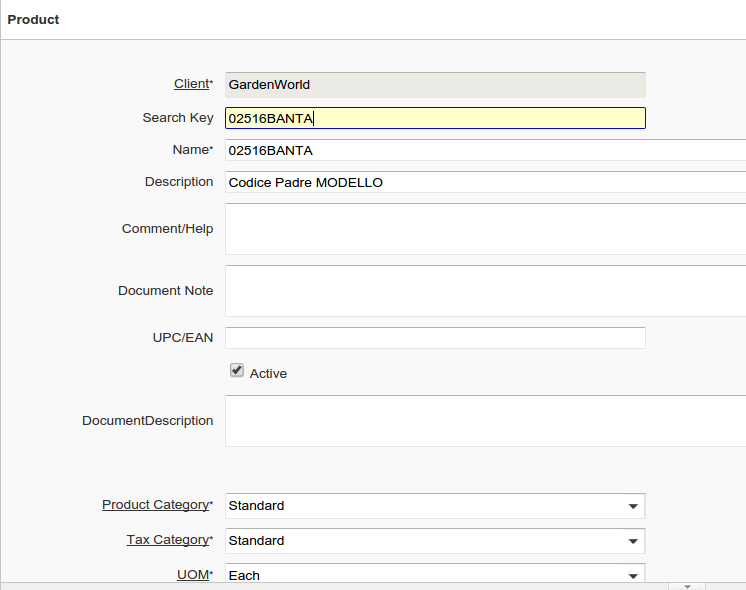 Product
Client* GardenWorld
Search Key 02516BANTA
Name* 02516BANTA
Description Codice Padre MODELLO
Comment/Help
Document Note
UPC/EAN
Active
DocumentDescription
Product Category* Standard
Tax Category* Standard
UOM* Each